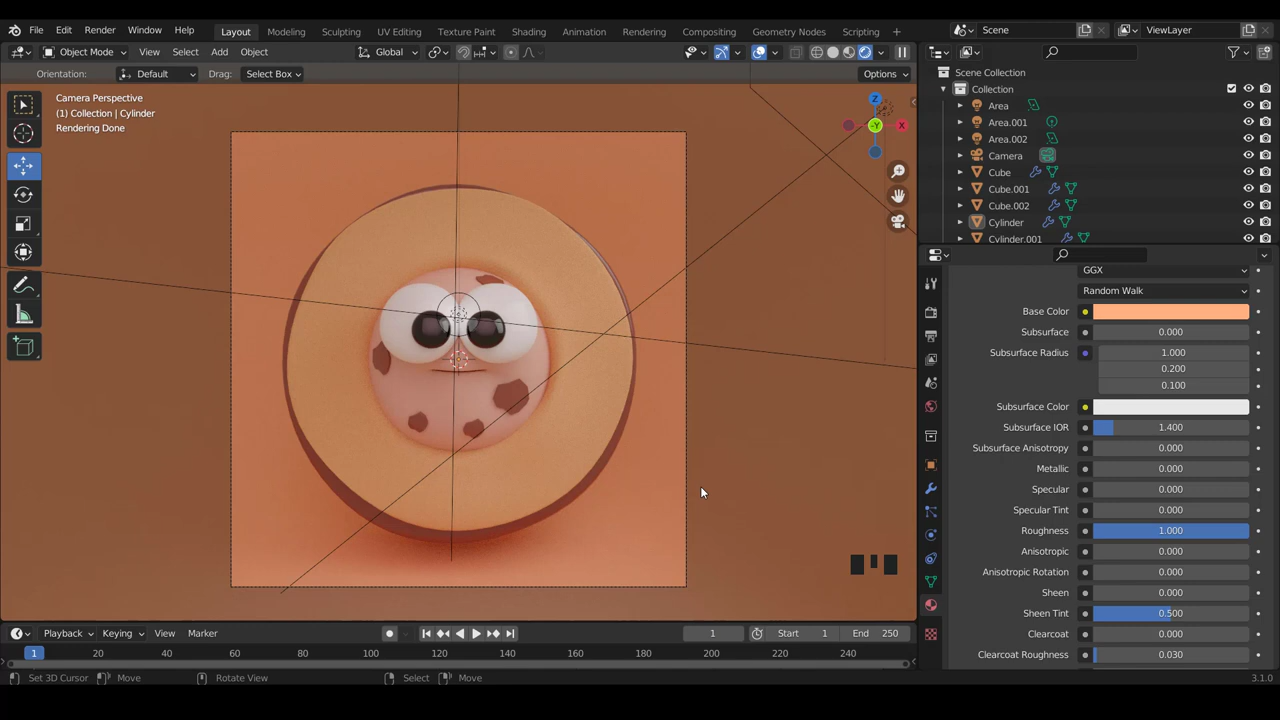 File Edit Render Window Help Layout Modeling Sculpting UV Editing Texture Paint Shading Animation Rendering Compositing Geometry Nodes Scripting + Scene ViewLayer
Object Mode View Select Add Object Global
Orientation: Default Drag: Select Box Options
Scene Collection
Collection
Camera Perspective
(1) Collection | Cylinder
Rendering Done
Z
X
-Y
Area
Area.001
Area.002
Camera
Cube
Cube.001
Cube.002
Cylinder
Cylinder.001
GGX
Random Walk
Base Color
Subsurface 0.000
Subsurface Radius 1.000
0.200
0.100
Subsurface Color
Subsurface IOR 1.400
Subsurface Anisotropy 0.000
Metallic 0.000
Specular 0.000
Specular Tint 0.000
Roughness 1.000
Anisotropic 0.000
Anisotropic Rotation 0.000
Sheen 0.000
Sheen Tint 0.500
Clearcoat 0.000
Clearcoat Roughness 0.030
Playback Keying View Marker 1 Start 1 End 250
1 20 40 60 80 100 120 140 160 180 200 220 240
Set 3D Cursor Move Rotate View Select Move 3.1.0